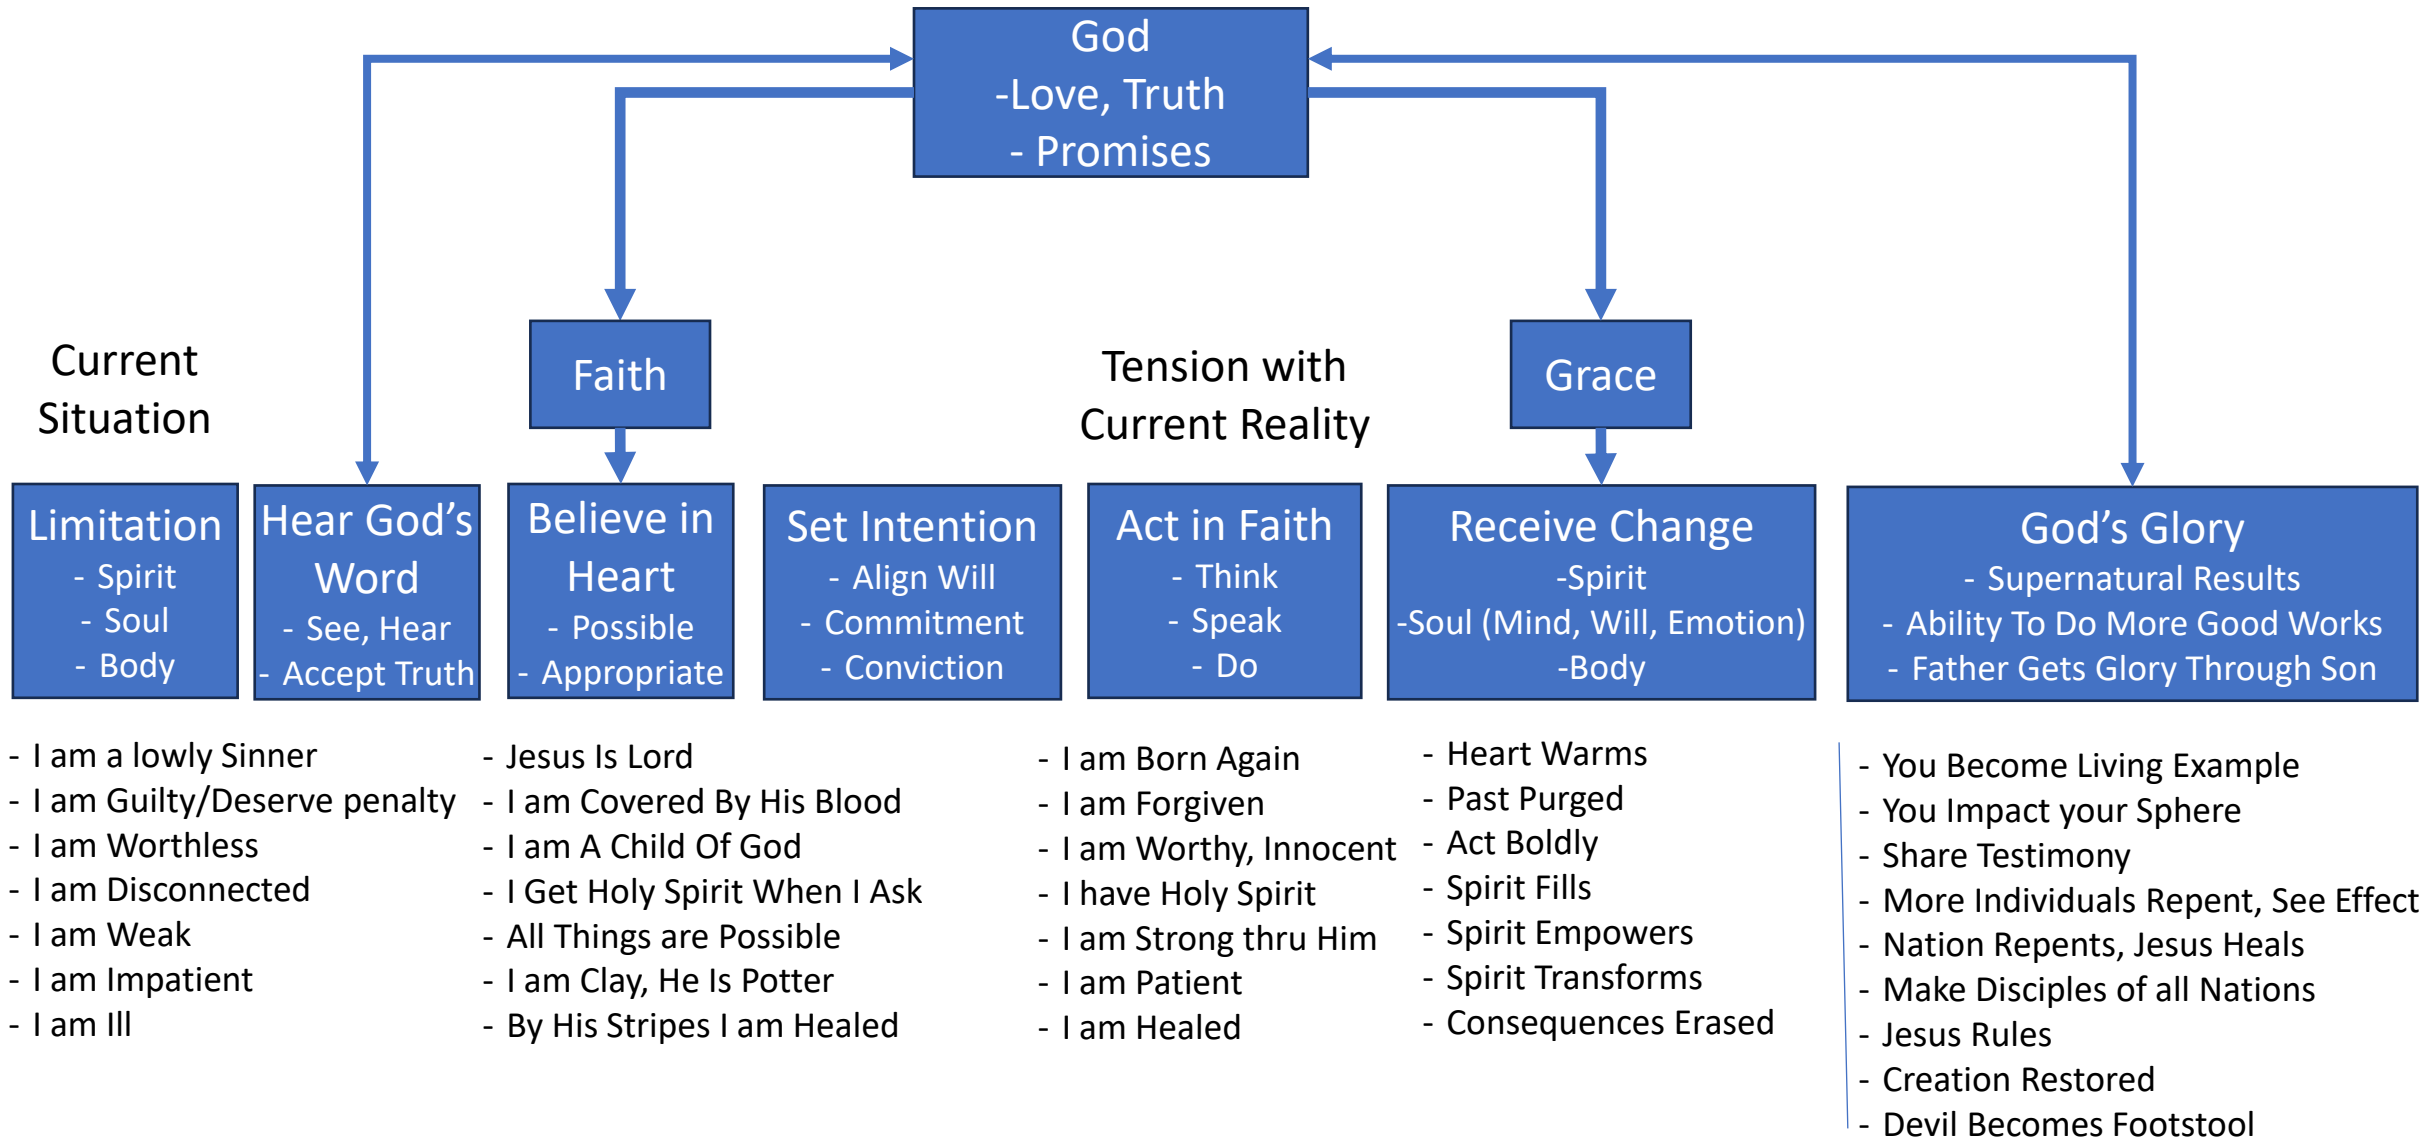 God
-Love, Truth
- Promises
Current
Situation
Faith
Tension with
Current Reality
Grace
Limitation
- Spirit
- Soul
- Body
Hear God's
Word
- See, Hear
- Accept Truth
Believe in
Heart
- Possible
- Appropriate
Set Intention
- Align Will
- Commitment
- Conviction
Act in Faith
- Think
- Speak
- Do
Receive Change
-Spirit
-Soul (Mind, Will, Emotion)
-Body
God's Glory
- Supernatural Results
- Ability To Do More Good Works
- Father Gets Glory Through Son
- I am a lowly Sinner
- I am Guilty/Deserve penalty
- I am Worthless
- I am Disconnected
- I am Weak
- I am Impatient
- I am Ill
- Jesus Is Lord
- I am Covered By His Blood
- I am A Child Of God
- I Get Holy Spirit When I Ask
- All Things are Possible
- I am Clay, He Is Potter
- By His Stripes I am Healed
- I am Born Again
- I am Forgiven
- I am Worthy, Innocent
- I have Holy Spirit
- I am Strong thru Him
- I am Patient
- I am Healed
- Heart Warms
- Past Purged
- Act Boldly
- Spirit Fills
- Spirit Empowers
- Spirit Transforms
- Consequences Erased
- You Become Living Example
- You Impact your Sphere
- Share Testimony
- More Individuals Repent, See Effect
- Nation Repents, Jesus Heals
- Make Disciples of all Nations
- Jesus Rules
- Creation Restored
- Devil Becomes Footstool